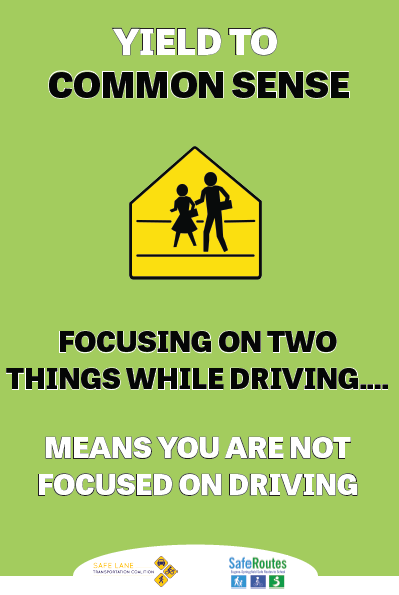 YIELD TO
COMMON SENSE
FOCUSING ON TWO
THINGS WHILE DRIVING....
MEANS YOU ARE NOT
FOCUSED ON DRIVING
SAFE LANE
TRANSPORTATION COALITION
SafeRoutes